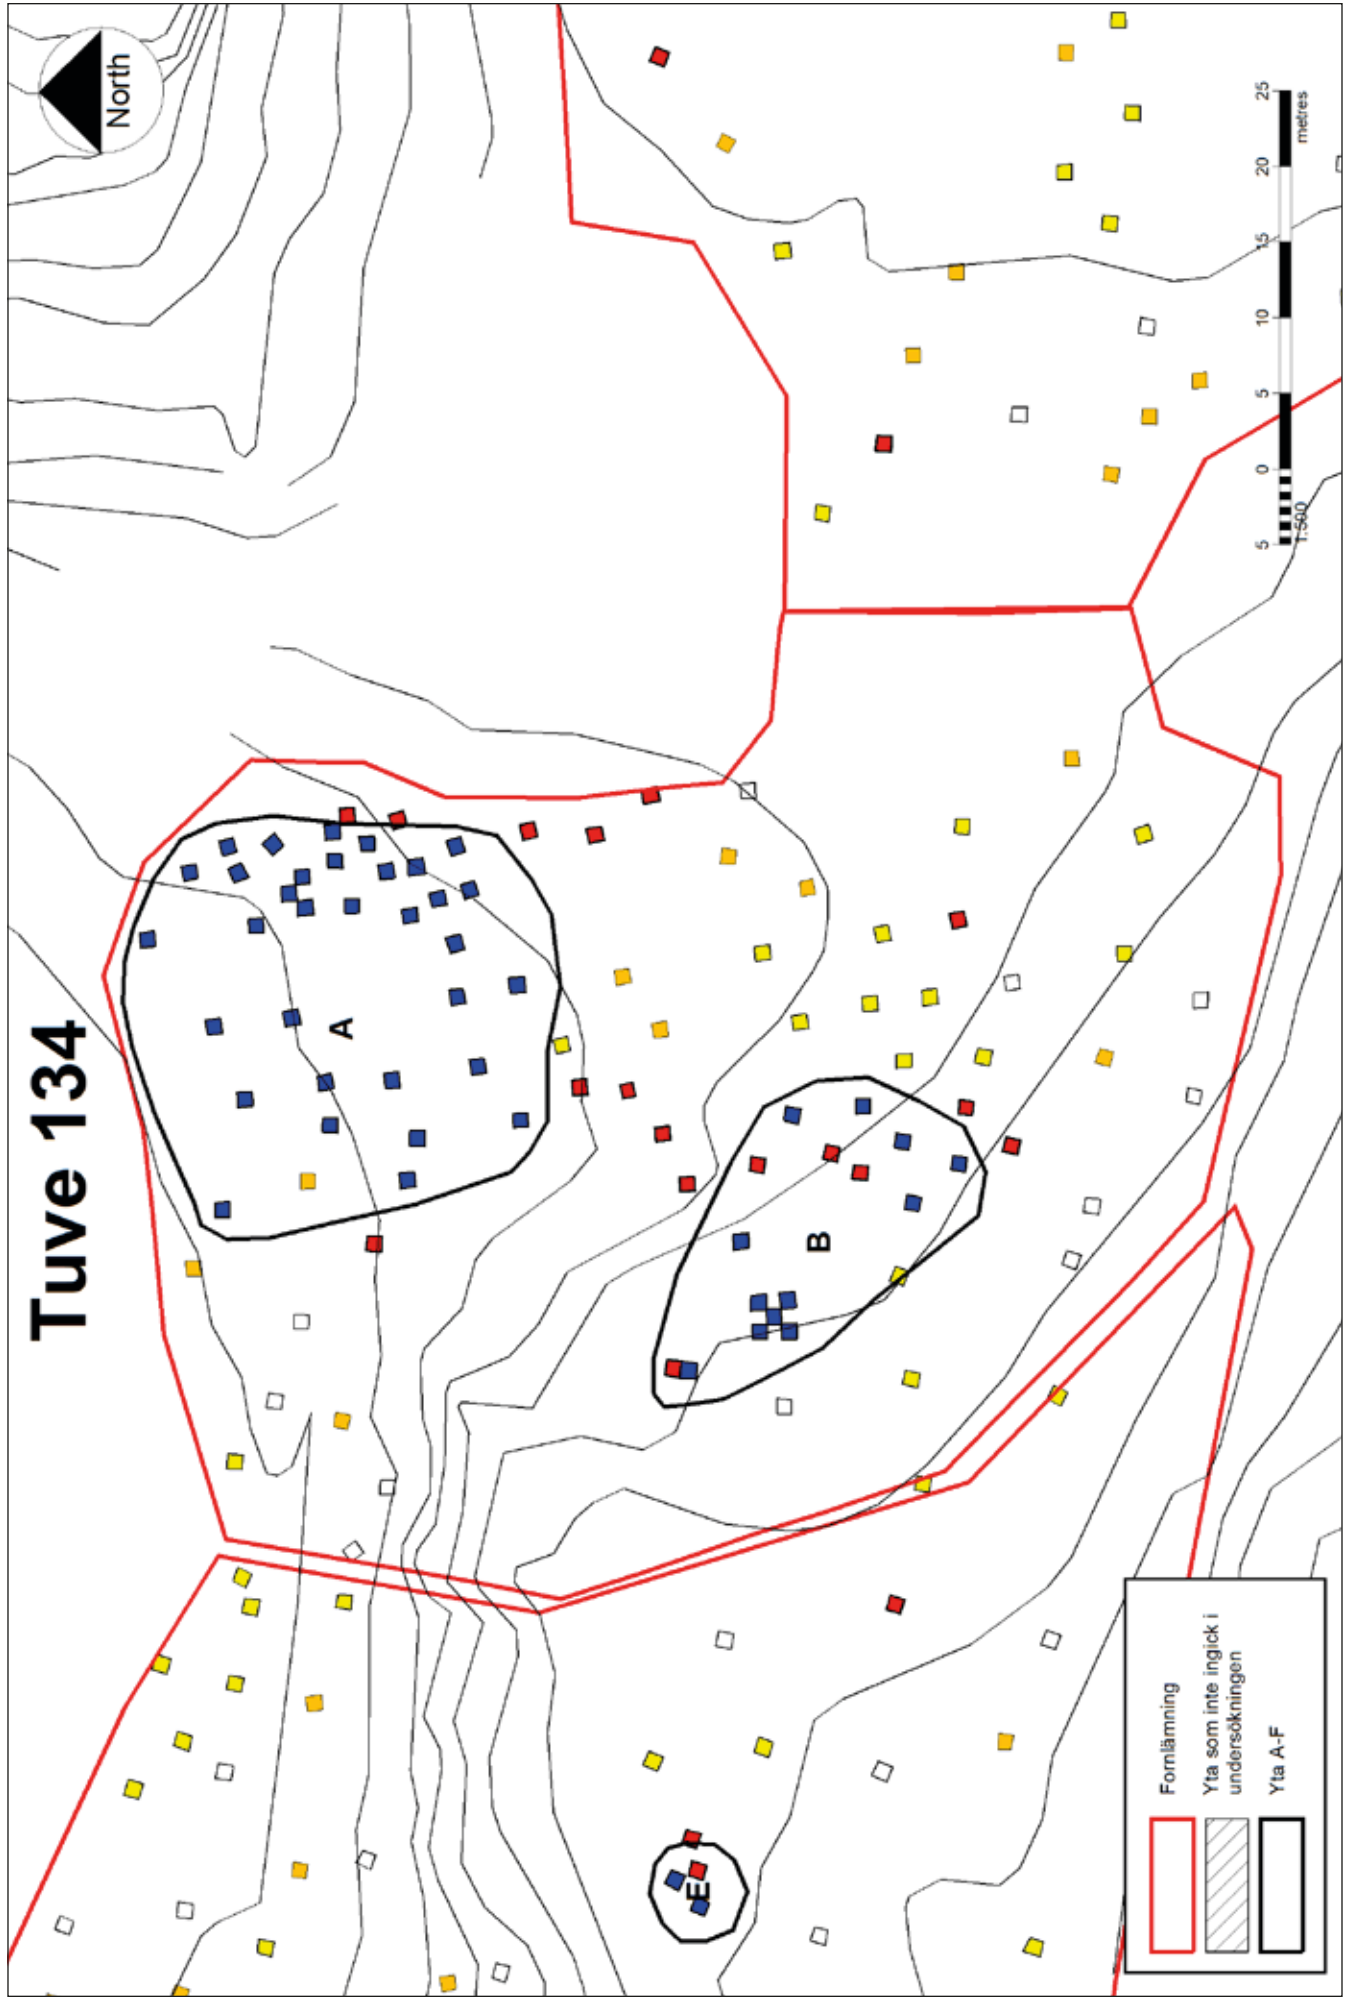 Tuve 134
North
A
B
E
5 0 5 10 15 20 25
1:500
metres
Fornlämning
Yta som inte ingick i
undersökningen
Yta A-F